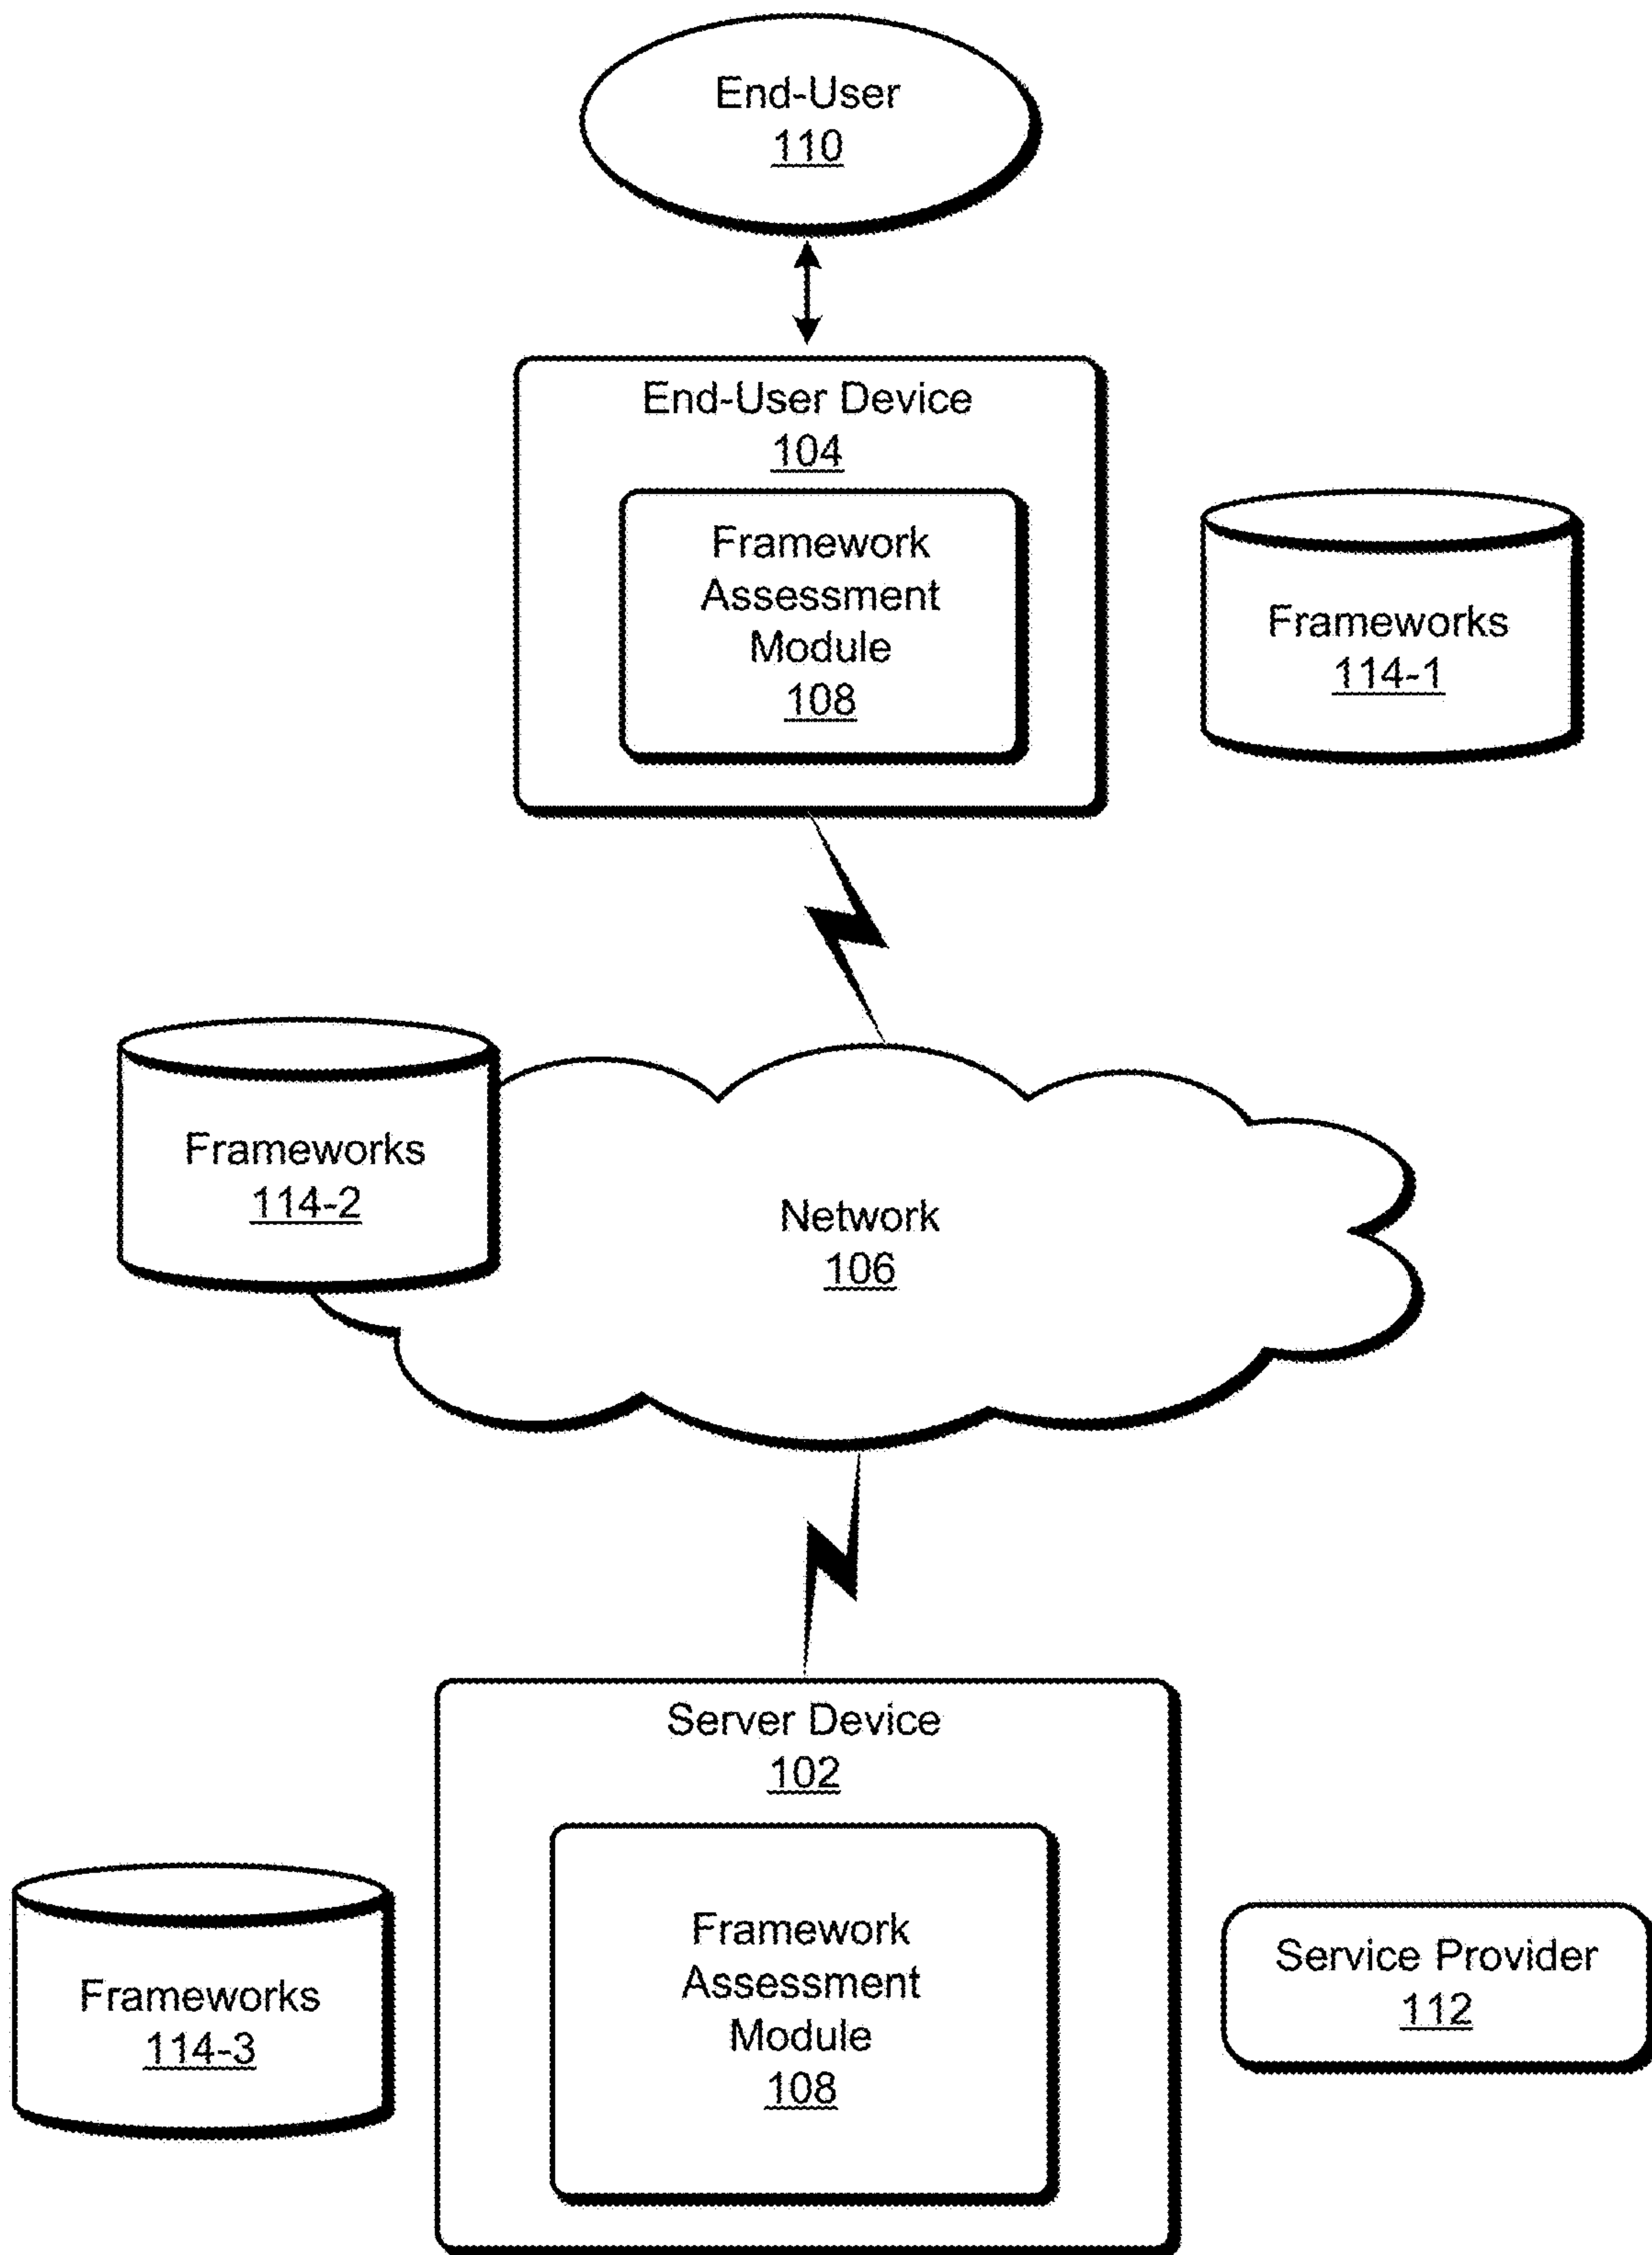 End-User
110
End-User Device
104
Framework
Assessment
Module
108
Frameworks
114-1
Frameworks
114-2
Network
106
Server Device
102
Framework
Assessment
Module
108
Frameworks
114-3
Service Provider
112